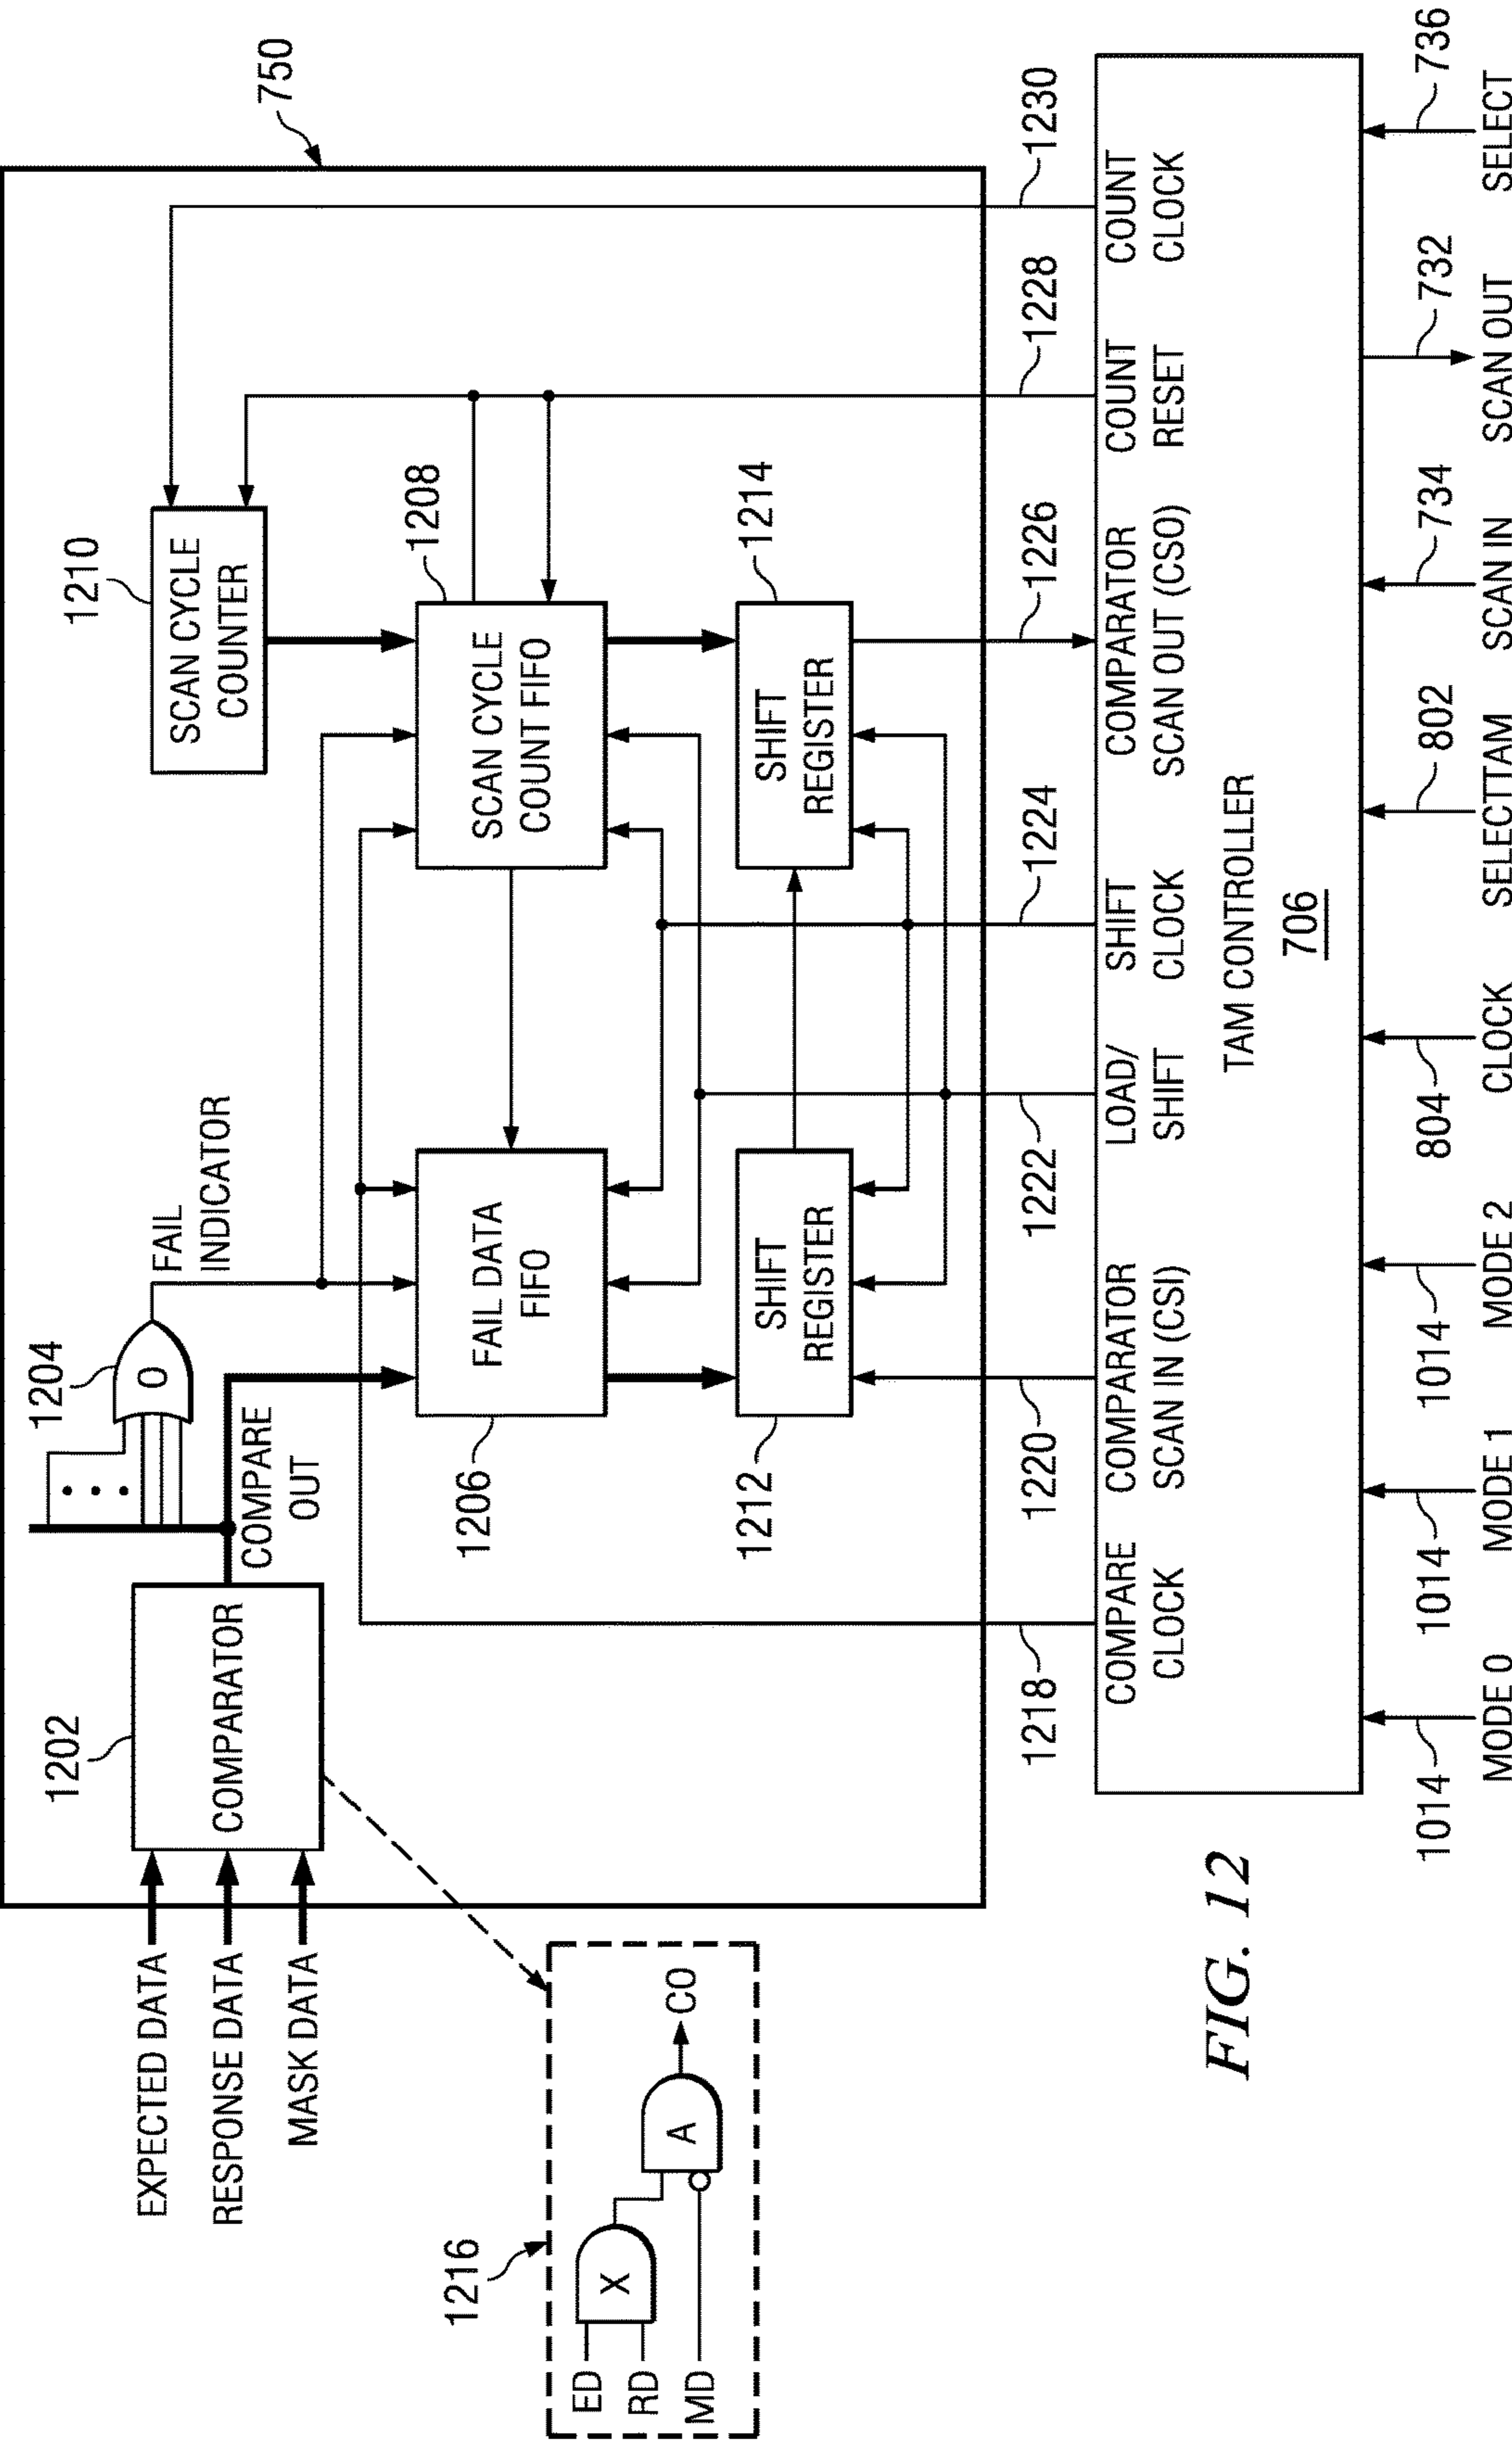 750
EXPECTED DATA
RESPONSE DATA
MASK DATA
1202
COMPARATOR
COMPARE
OUT
1204
O
FAIL
INDICATOR
1210
SCAN CYCLE
COUNTER
1206
FAIL DATA
FIFO
1208
SCAN CYCLE
COUNT FIFO
1212
SHIFT
REGISTER
1214
SHIFT
REGISTER
1216
ED
RD
MD
X
A
CO
1218
1220
1222
1224
1226
1228
1230
COMPARE
CLOCK
COMPARATOR
SCAN IN (CSI)
LOAD/
SHIFT
SHIFT
CLOCK
COMPARATOR
SCAN OUT (CSO)
COUNT
RESET
COUNT
CLOCK
TAM CONTROLLER
706
1014
1014
1014
804
802
734
732
736
MODE 0
MODE 1
MODE 2
CLOCK
SELECTTAM
SCAN IN
SCAN OUT
SELECT
FIG. 12